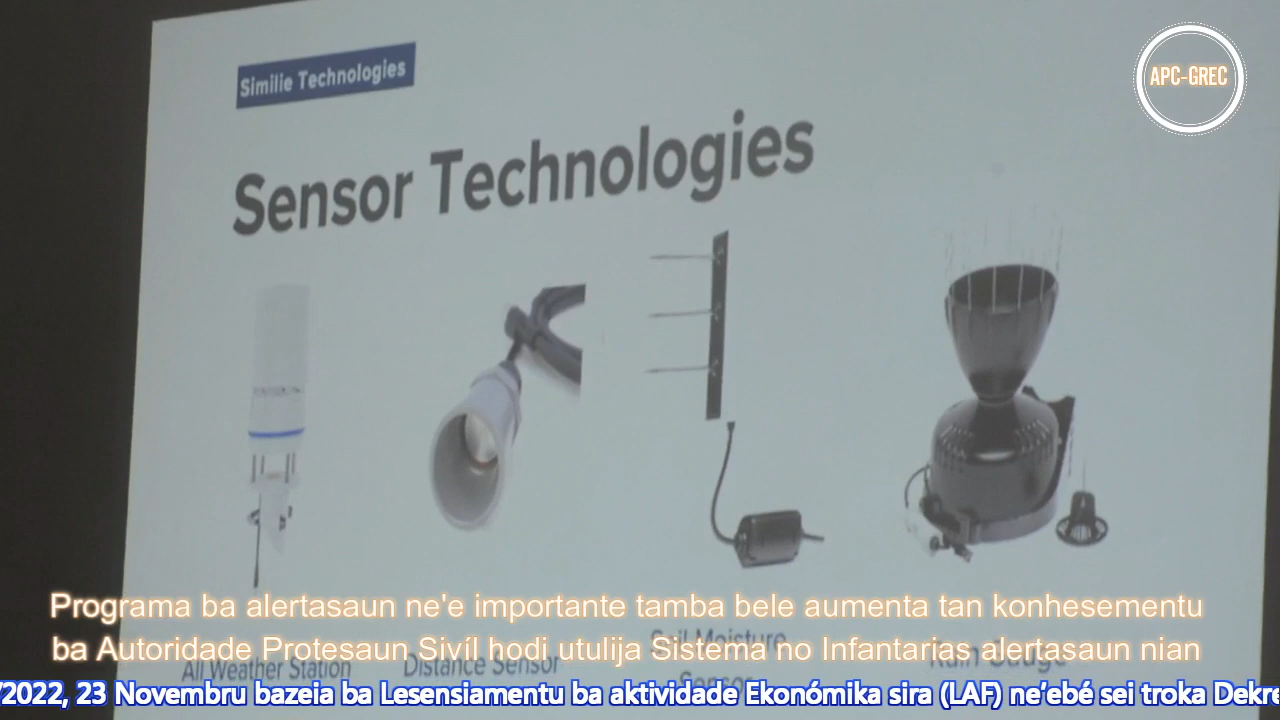 Similie Technologies
APC-GREC
Sensor Technologies
Programa ba alertasaun ne'e importante tamba bele aumenta tan konhesementu
ba Autoridade Protesaun Sivíl hodi utulija Sistema no Infantarias alertasaun nian
All Weather Station
Distance Sensor
Soil Moisture
Sensor
Rain Gauge
/2022, 23 Novembru bazeia ba Lesensiamentu ba aktividade Ekonómika sira (LAF) ne'ebé sei troka Dekre